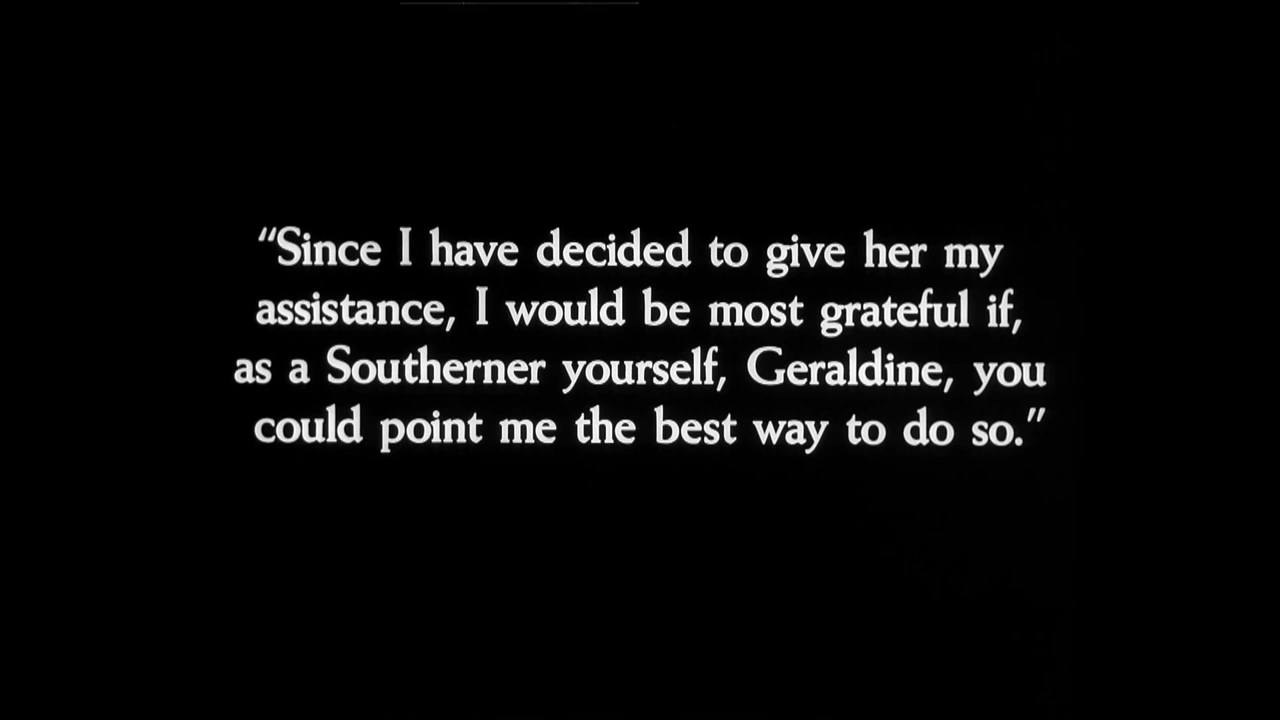 “Since I have decided to give her my
assistance, I would be most grateful if,
as a Southerner yourself, Geraldine, you
could point me the best way to do so.”